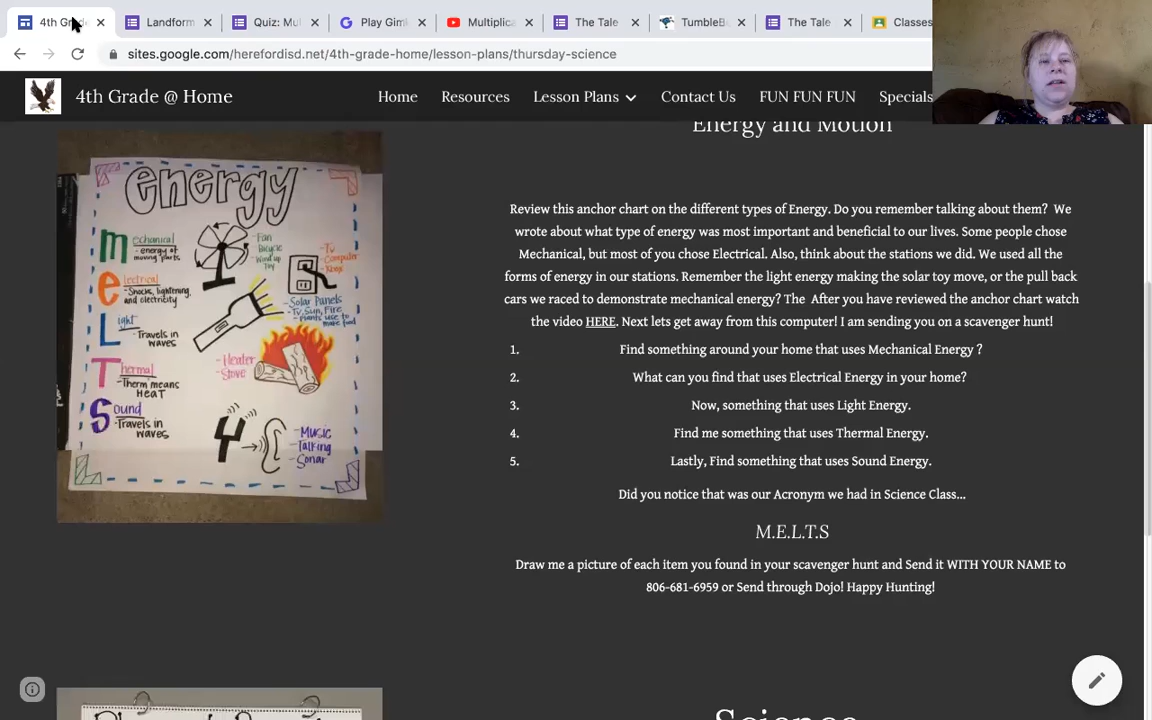 4th Gra
Landform
Quiz: Mul
Play Gimk
Multiplica
The Tale
TumbleBo
The Tale
Classes
sites.google.com/herefordisd.net/4th-grade-home/lesson-plans/thursday-science
4th Grade @ Home
Home
Resources
Lesson Plans
Contact Us
FUN FUN FUN
Specials
Energy and Motion
energy
mechanical
- energy of
moving parts
electrical
- Shocks, lightening,
and electricity
Light
- Travels in
waves
Thermal
- Therm means
Heat
Sound
- Travels in
waves
- Fan
Bicycle
Wind up
Toy
- Tv
Computer
- Solar Panels
- Tv, Sun, Fire
- Plants use to
make food
- Heater
- Stove
- Music
- Talking
- Sonar
Review this anchor chart on the different types of Energy. Do you remember talking about them? We
wrote about what type of energy was most important and beneficial to our lives. Some people chose
Mechanical, but most of you chose Electrical. Also, think about the stations we did. We used all the
forms of energy in our stations. Remember the light energy making the solar toy move, or the pull back
cars we raced to demonstrate mechanical energy? The After you have reviewed the anchor chart watch
the video HERE. Next lets get away from this computer! I am sending you on a scavenger hunt!
1. Find something around your home that uses Mechanical Energy ?
2. What can you find that uses Electrical Energy in your home?
3. Now, something that uses Light Energy.
4. Find me something that uses Thermal Energy.
5. Lastly, Find something that uses Sound Energy.
Did you notice that was our Acronym we had in Science Class...
M.E.L.T.S
Draw me a picture of each item you found in your scavenger hunt and Send it WITH YOUR NAME to
806-681-6959 or Send through Dojo! Happy Hunting!
Science